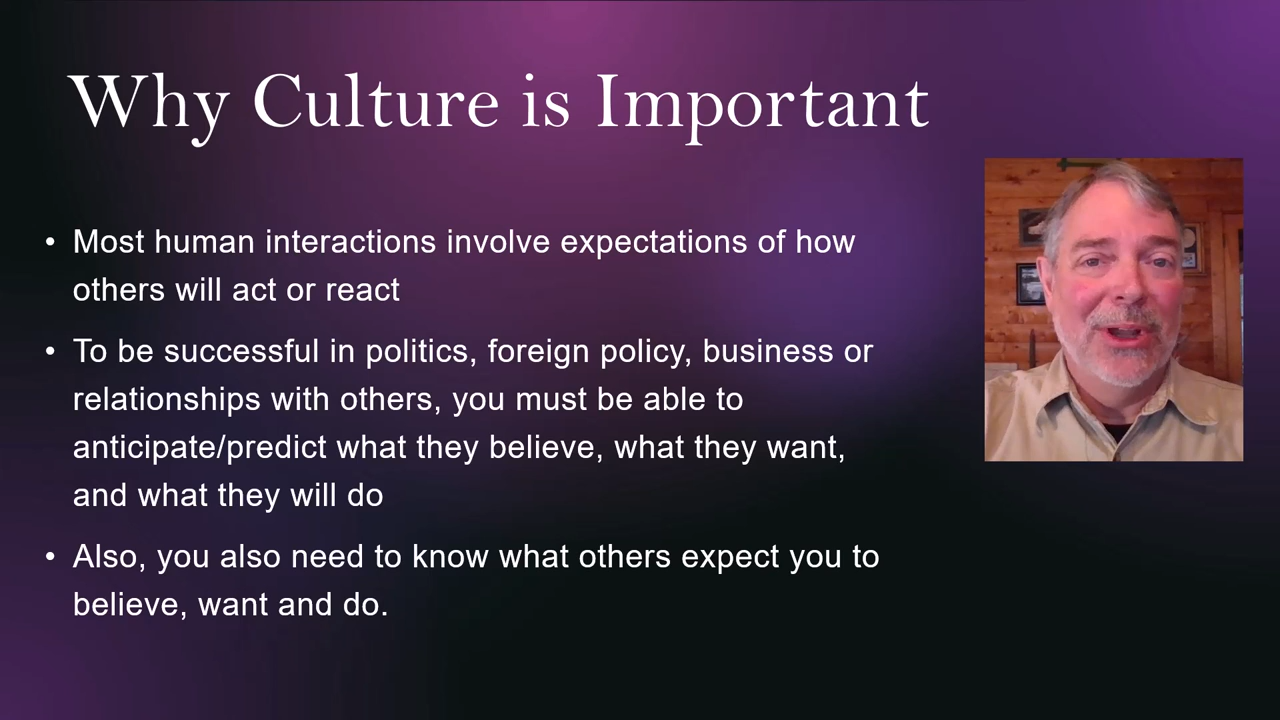 Why Culture is Important
• Most human interactions involve expectations of how
others will act or react
• To be successful in politics, foreign policy, business or
relationships with others, you must be able to
anticipate/predict what they believe, what they want,
and what they will do
• Also, you also need to know what others expect you to
believe, want and do.